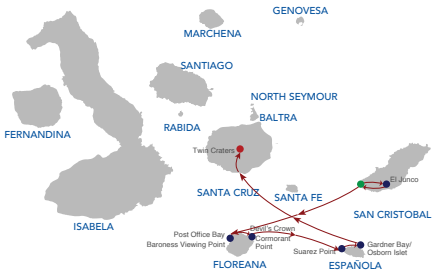 GENOVESA
MARCHENA
SANTIAGO
NORTH SEYMOUR
BALTRA
RABIDA
FERNANDINA
Twin Craters
El Junco
SANTA CRUZ
SANTA FE
SAN CRISTOBAL
ISABELA
Devil's Crown
Post Office Bay
Baroness Viewing Point
Cormorant
Point
Suarez Point
Gardner Bay/
Osborn Islet
FLOREANA
ESPAÑOLA